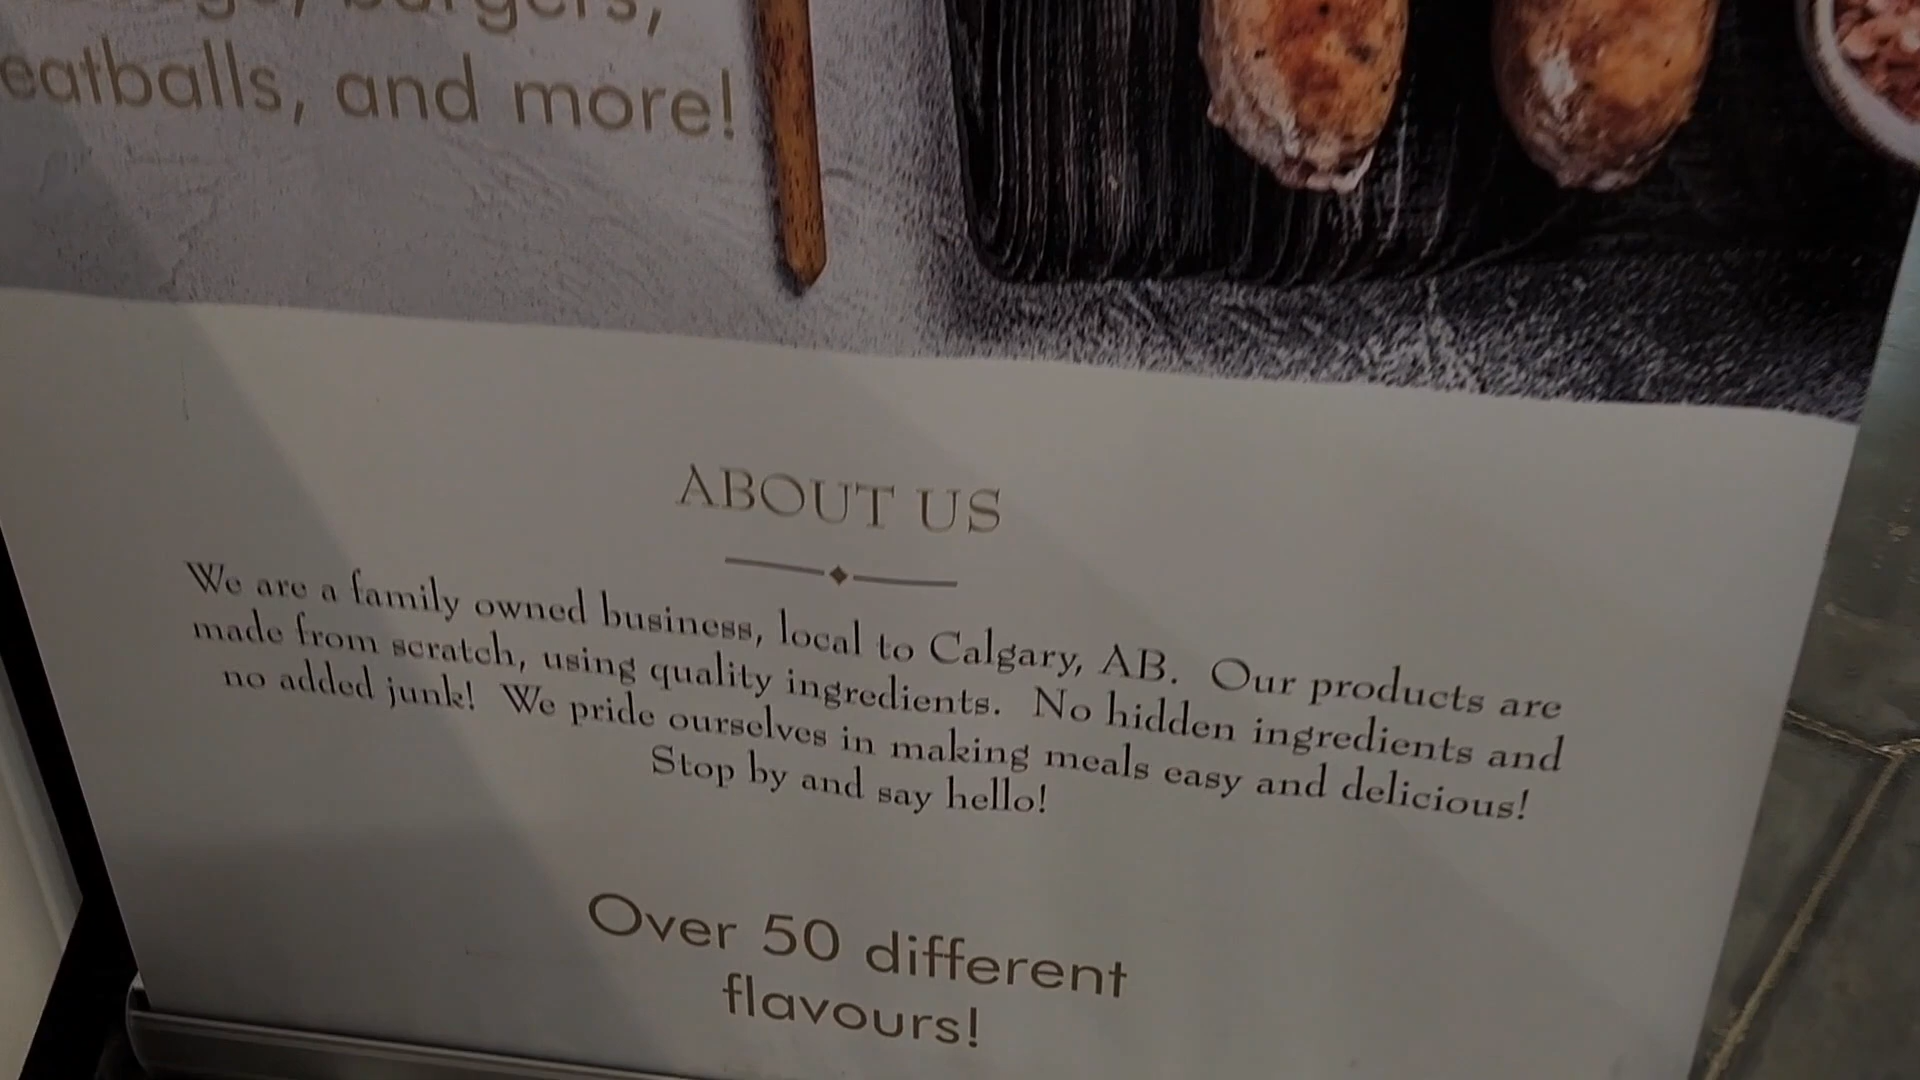 burgers,
eatballs, and more!
ABOUT US
We are a family owned business, local to Calgary, AB. Our products are
made from scratch, using quality ingredients. No hidden ingredients and
no added junk! We pride ourselves in making meals easy and delicious!
Stop by and say hello!
Over 50 different
flavours!